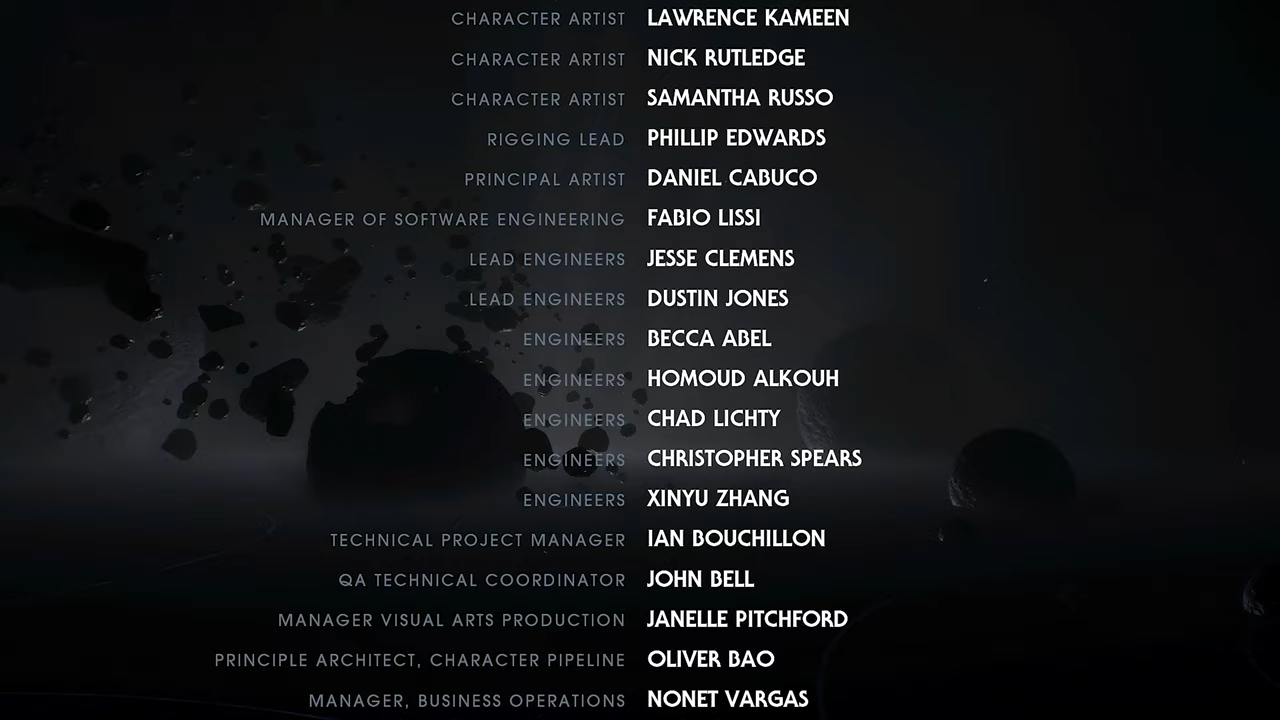 CHARACTER ARTIST LAWRENCE KAMEEN
CHARACTER ARTIST NICK RUTLEDGE
CHARACTER ARTIST SAMANTHA RUSSO
RIGGING LEAD PHILLIP EDWARDS
PRINCIPAL ARTIST DANIEL CABUCO
MANAGER OF SOFTWARE ENGINEERING FABIO LISSI
LEAD ENGINEERS JESSE CLEMENS
LEAD ENGINEERS DUSTIN JONES
ENGINEERS BECCA ABEL
ENGINEERS HOMOUD ALKOUH
ENGINEERS CHAD LICHTY
ENGINEERS CHRISTOPHER SPEARS
ENGINEERS XINYU ZHANG
TECHNICAL PROJECT MANAGER IAN BOUCHILLON
QA TECHNICAL COORDINATOR JOHN BELL
MANAGER VISUAL ARTS PRODUCTION JANELLE PITCHFORD
PRINCIPLE ARCHITECT, CHARACTER PIPELINE OLIVER BAO
MANAGER, BUSINESS OPERATIONS NONET VARGAS